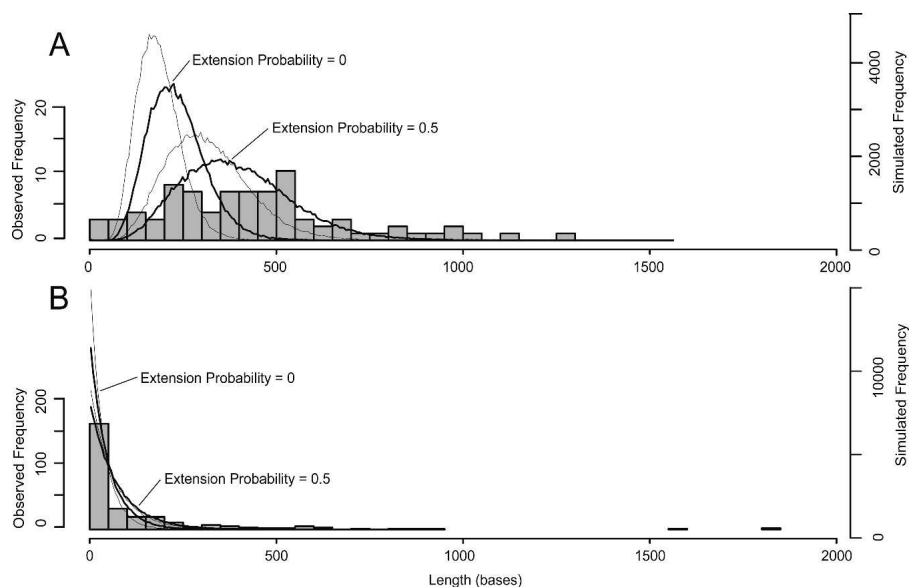 A
Extension Probability = 0
Extension Probability = 0.5
Observed Frequency
0
10
20
Simulated Frequency
0
2000
4000
0
500
1000
1500
2000
B
Extension Probability = 0
Extension Probability = 0.5
Observed Frequency
0
100
200
Simulated Frequency
0
10000
0
500
1000
1500
2000
Length (bases)